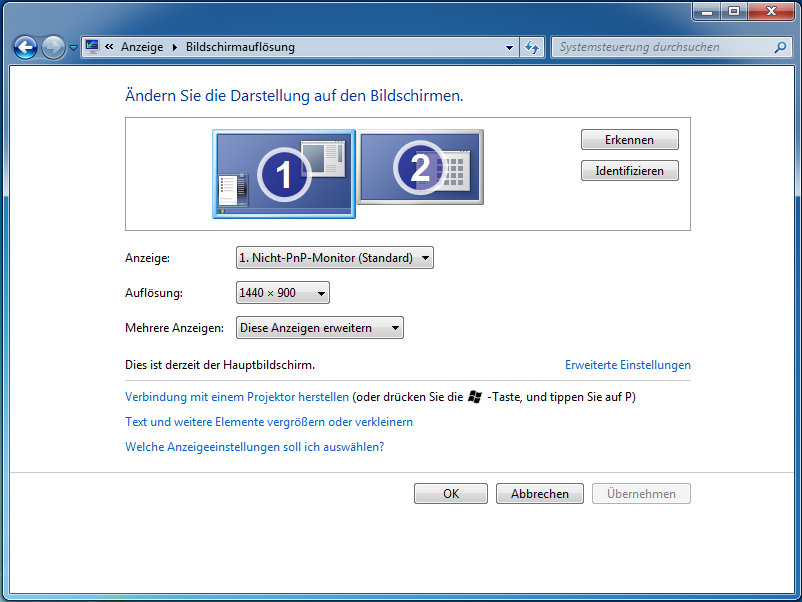 « Anzeige Bildschirmauflösung
Systemsteuerung durchsuchen
Ändern Sie die Darstellung auf den Bildschirmen.
1 2
Erkennen
Identifizieren
Anzeige: 1. Nicht-PnP-Monitor (Standard)
Auflösung: 1440 × 900
Mehrere Anzeigen: Diese Anzeigen erweitern
Dies ist derzeit der Hauptbildschirm. Erweiterte Einstellungen
Verbindung mit einem Projektor herstellen (oder drücken Sie die -Taste, und tippen Sie auf P)
Text und weitere Elemente vergrößern oder verkleinern
Welche Anzeigeeinstellungen soll ich auswählen?
OK Abbrechen Übernehmen